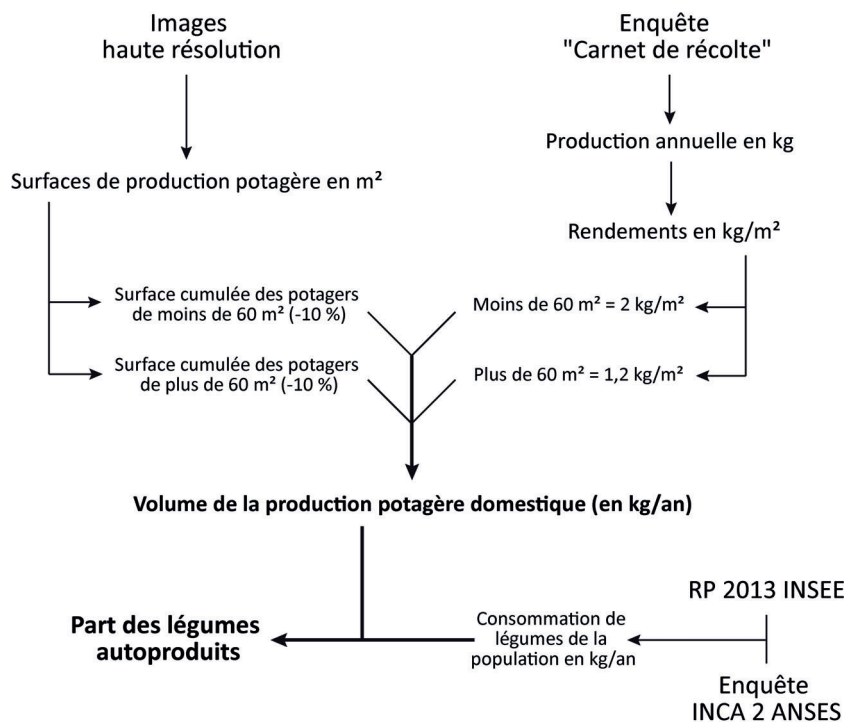 Images
haute résolution
Enquête
"Carnet de récolte"
Production annuelle en kg
Surfaces de production potagère en m²
Rendements en kg/m²
Surface cumulée des potagers
de moins de 60 m² (-10 %)
Moins de 60 m² = 2 kg/m²
Surface cumulée des potagers
de plus de 60 m² (-10 %)
Plus de 60 m² = 1,2 kg/m²
Volume de la production potagère domestique (en kg/an)
RP 2013 INSEE
Part des légumes
autoproduits
Consommation de
légumes de la
population en kg/an
Enquête
INCA 2 ANSES